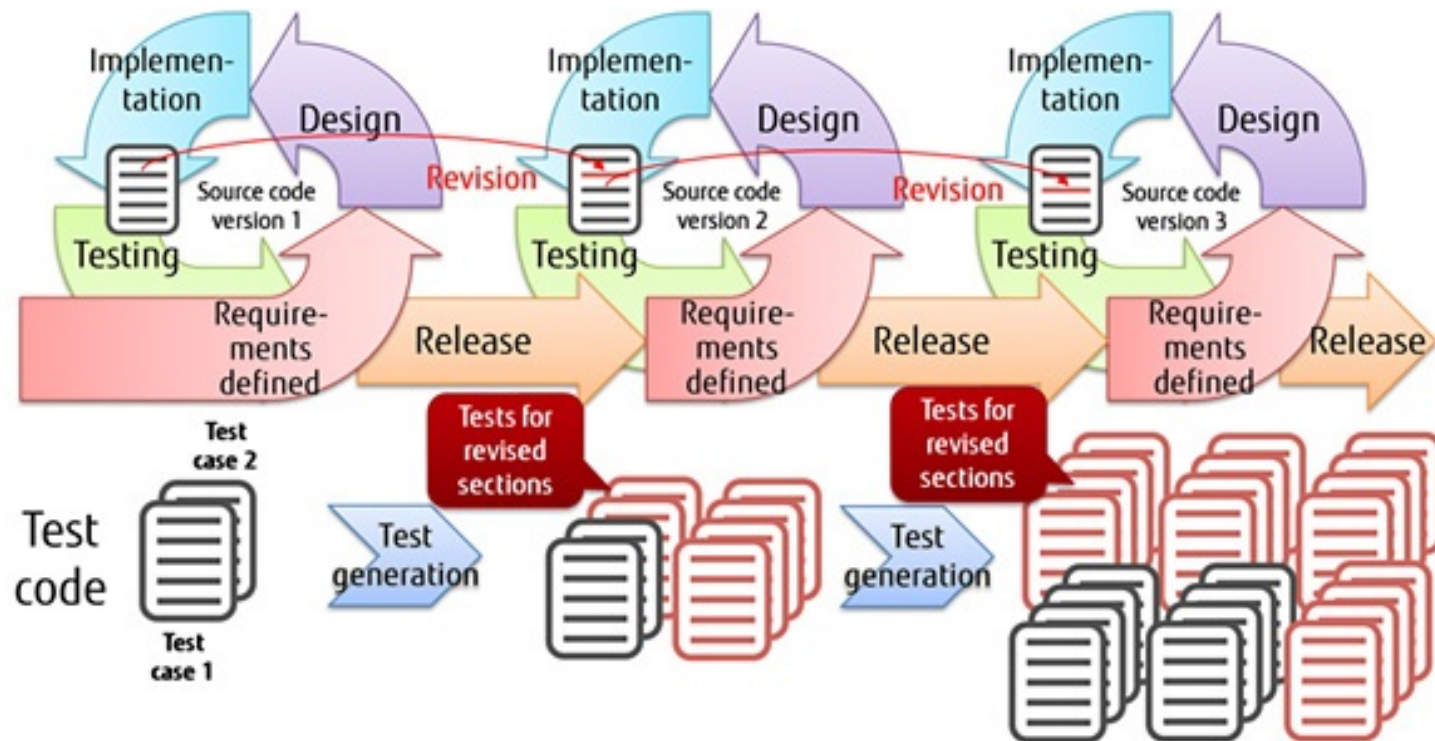 Implemen-
tation
Design
Source code
version 1
Testing
Require-
ments
defined
Release
Revision
Implemen-
tation
Design
Source code
version 2
Testing
Require-
ments
defined
Release
Revision
Implemen-
tation
Design
Source code
version 3
Testing
Require-
ments
defined
Release
Test
code
Test
case 2
Test
case 1
Test
generation
Tests for
revised
sections
Test
generation
Tests for
revised
sections